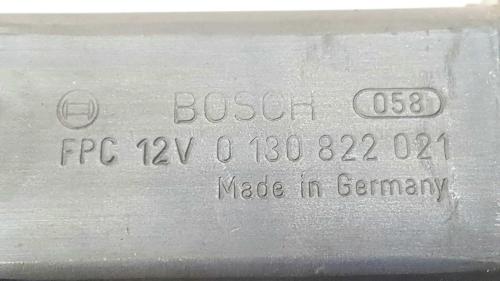 BOSCH 058
FPC 12V 0 130 822 021
Made in Germany